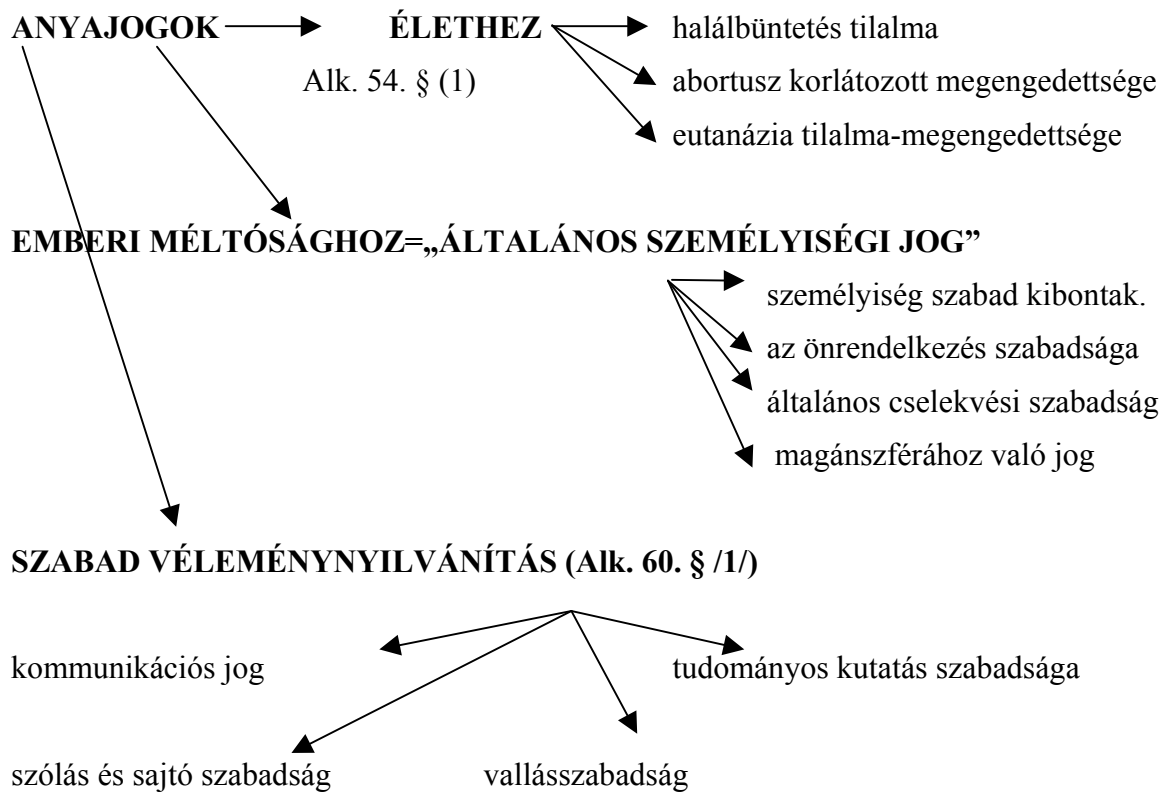 ANYAJOGOK ÉLETHEZ halálbüntetés tilalma
Alk. 54. § (1) abortusz korlátozott megengedettsége
eutanázia tilalma-megengedettsége
EMBERI MÉLTÓSÁGHOZ=„ÁLTALÁNOS SZEMÉLYISÉGI JOG”
személyiség szabad kibontak.
az önrendelkezés szabadsága
általános cselekvési szabadság
magánszférához való jog
SZABAD VÉLEMÉNYNYILVÁNÍTÁS (Alk. 60. § /1/)
kommunikációs jog tudományos kutatás szabadsága
szólás és sajtó szabadság vallásszabadság